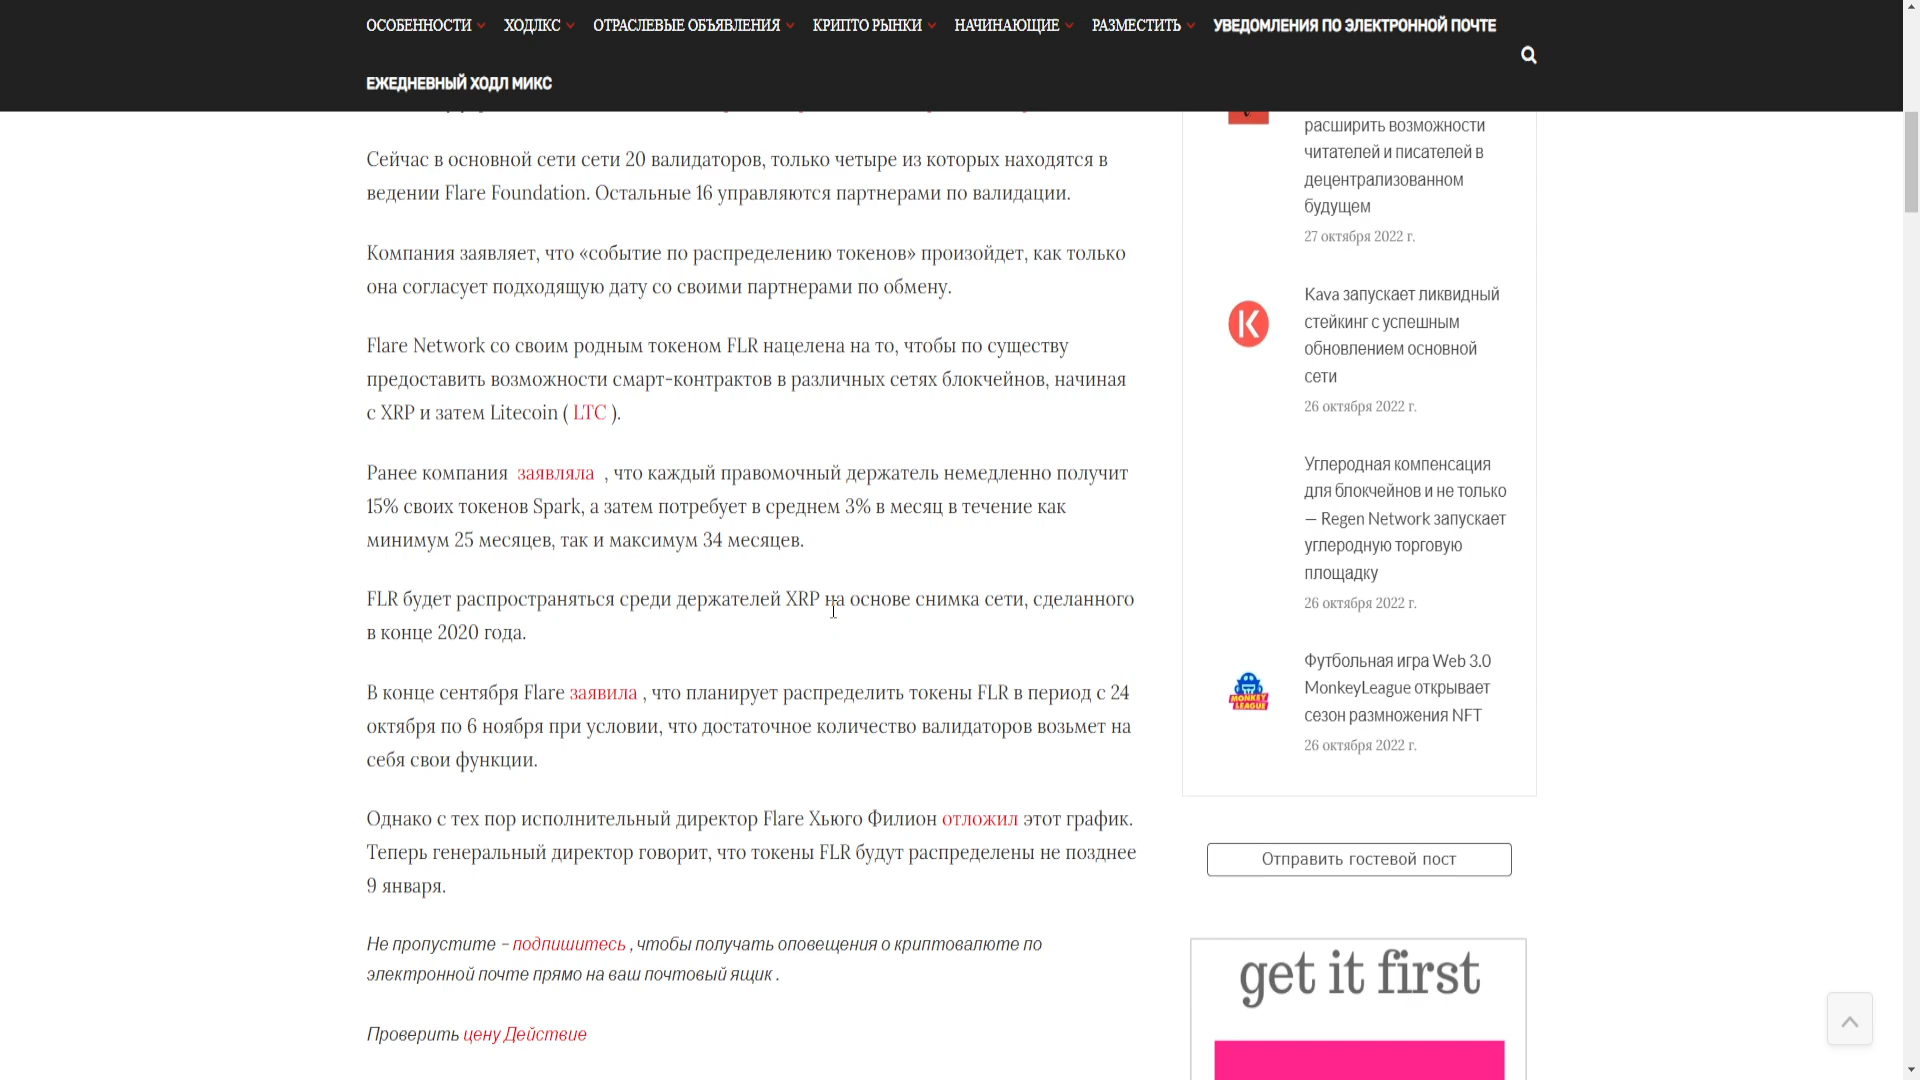 ОСОБЕННОСТИ ХОДЛКС ОТРАСЛЕВЫЕ ОБЪЯВЛЕНИЯ КРИПТО РЫНКИ НАЧИНАЮЩИЕ РАЗМЕСТИТЬ УВЕДОМЛЕНИЯ ПО ЭЛЕКТРОННОЙ ПОЧТЕ
ЕЖЕДНЕВНЫЙ ХОДЛ МИКС
Сейчас в основной сети сети 20 валидаторов, только четыре из которых находятся в
ведении Flare Foundation. Остальные 16 управляются партнерами по валидации.
Компания заявляет, что «событие по распределению токенов» произойдет, как только
она согласует подходящую дату со своими партнерами по обмену.
Flare Network со своим родным токеном FLR нацелена на то, чтобы по существу
предоставить возможности смарт-контрактов в различных сетях блокчейнов, начиная
с XRP и затем Litecoin ( LTC ).
Ранее компания заявляла , что каждый правомочный держатель немедленно получит
15% своих токенов Spark, а затем потребует в среднем 3% в месяц в течение как
минимум 25 месяцев, так и максимум 34 месяцев.
FLR будет распространяться среди держателей XRP на основе снимка сети, сделанного
в конце 2020 года.
В конце сентября Flare заявила , что планирует распределить токены FLR в период с 24
октября по 6 ноября при условии, что достаточное количество валидаторов возьмет на
себя свои функции.
Однако с тех пор исполнительный директор Flare Хьюго Филион отложил этот график.
Теперь генеральный директор говорит, что токены FLR будут распределены не позднее
9 января.
Не пропустите – подпишитесь , чтобы получать оповещения о криптовалюте по
электронной почте прямо на ваш почтовый ящик .
Проверить цену Действие
расширить возможности
читателей и писателей в
децентрализованном
будущем
27 октября 2022 г.
Kava запускает ликвидный
стейкинг с успешным
обновлением основной
сети
26 октября 2022 г.
Углеродная компенсация
для блокчейнов и не только
— Regen Network запускает
углеродную торговую
площадку
26 октября 2022 г.
MONKEY
LEAGUE
Футбольная игра Web 3.0
MonkeyLeague открывает
сезон размножения NFT
26 октября 2022 г.
Отправить гостевой пост
get it first